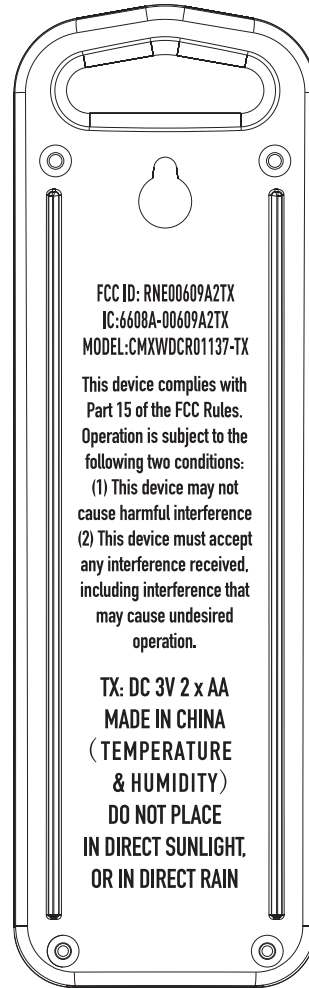 FCC ID: RNE00609A2TX
IC:6608A-00609A2TX
MODEL:CMXWDCR01137-TX
This device complies with
Part 15 of the FCC Rules.
Operation is subject to the
following two conditions:
(1) This device may not
cause harmful interference
(2) This device must accept
any interference received,
including interference that
may cause undesired
operation.
TX: DC 3V 2 x AA
MADE IN CHINA
（TEMPERATURE
& HUMIDITY）
DO NOT PLACE
IN DIRECT SUNLIGHT,
OR IN DIRECT RAIN